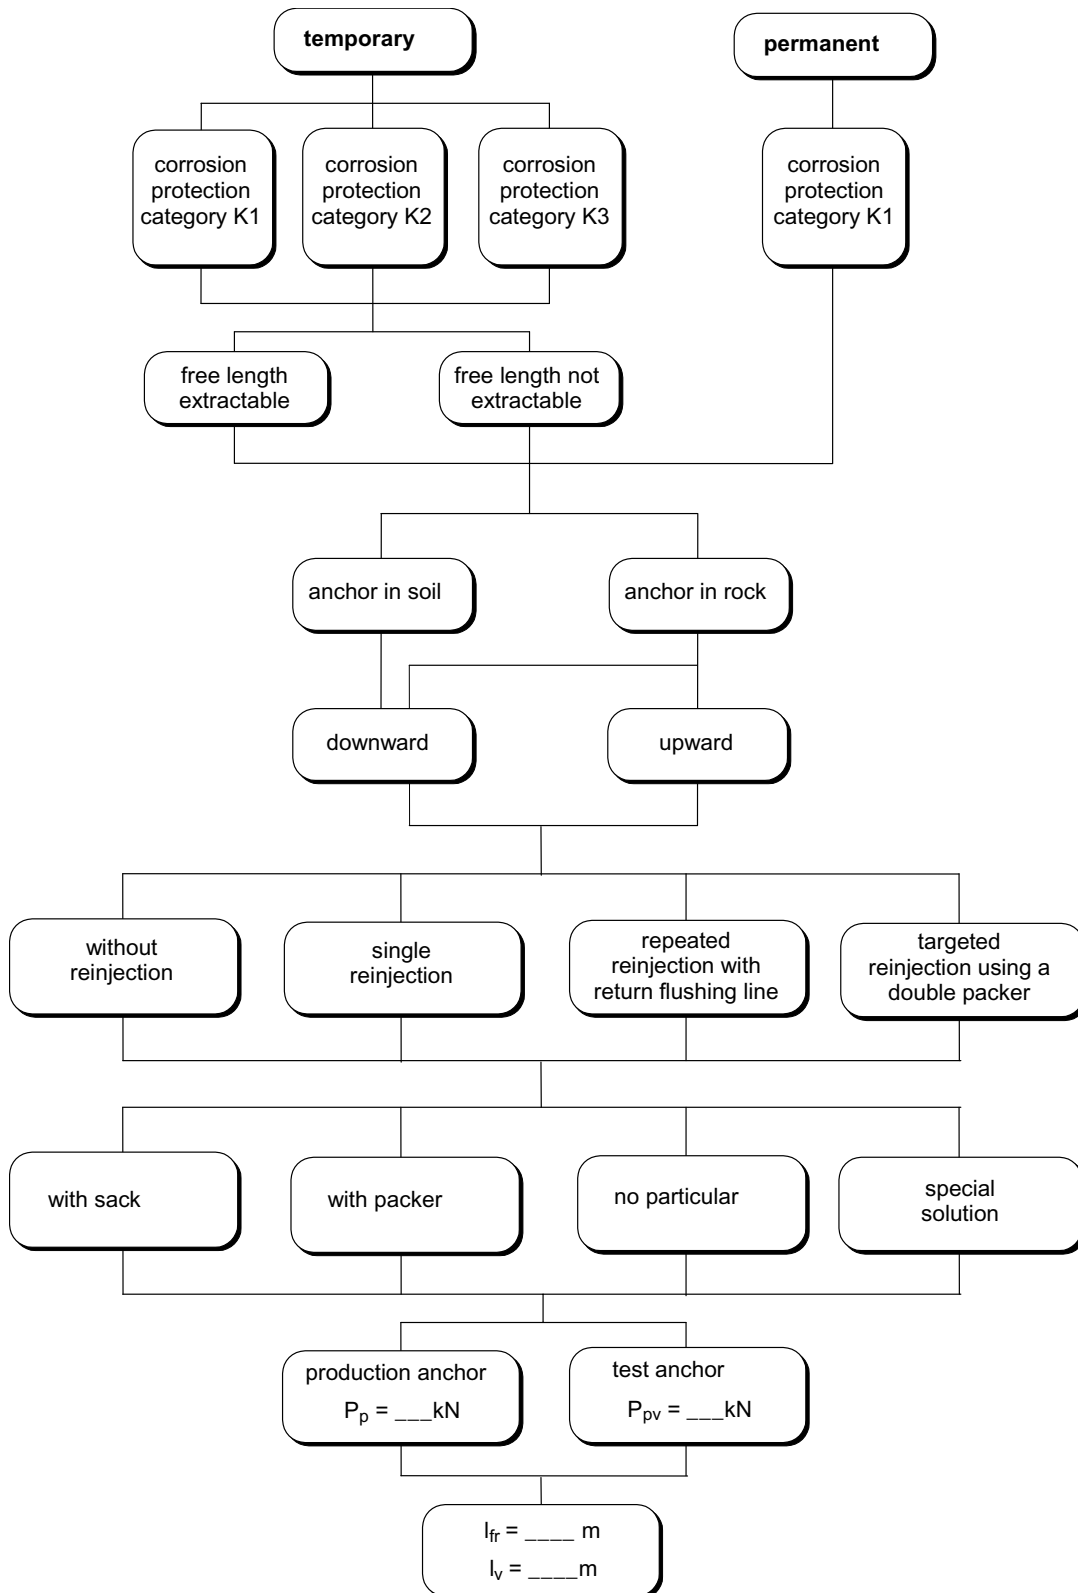 temporary
permanent
corrosion
protection
category K1
corrosion
protection
category K2
corrosion
protection
category K3
corrosion
protection
category K1
free length
extractable
free length not
extractable
anchor in soil
anchor in rock
downward
upward
without
reinjection
single
reinjection
repeated
reinjection with
return flushing line
targeted
reinjection using a
double packer
with sack
with packer
no particular
special
solution
production anchor
Pp = ___kN
test anchor
Ppv = ___kN
lfr = ____ m
lv = ____m